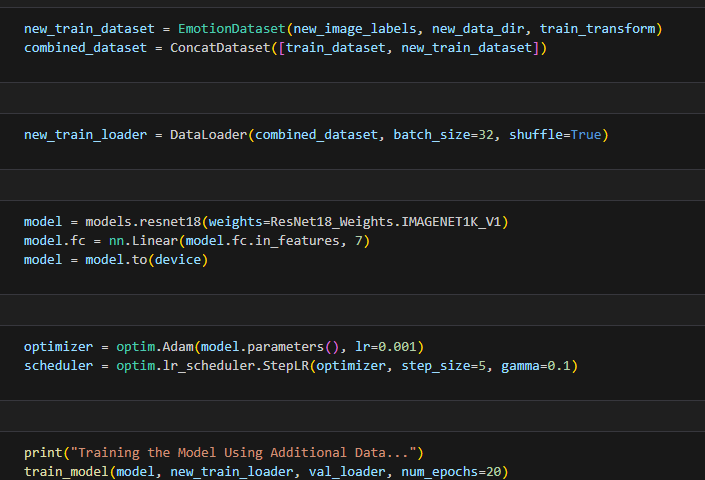 new_train_dataset = EmotionDataset(new_image_labels, new_data_dir, train_transform)
combined_dataset = ConcatDataset([train_dataset, new_train_dataset])
new_train_loader = DataLoader(combined_dataset, batch_size=32, shuffle=True)
model = models.resnet18(weights=ResNet18_Weights.IMAGENET1K_V1)
model.fc = nn.Linear(model.fc.in_features, 7)
model = model.to(device)
optimizer = optim.Adam(model.parameters(), lr=0.001)
scheduler = optim.lr_scheduler.StepLR(optimizer, step_size=5, gamma=0.1)
print("Training the Model Using Additional Data...")
train_model(model, new_train_loader, val_loader, num_epochs=20)